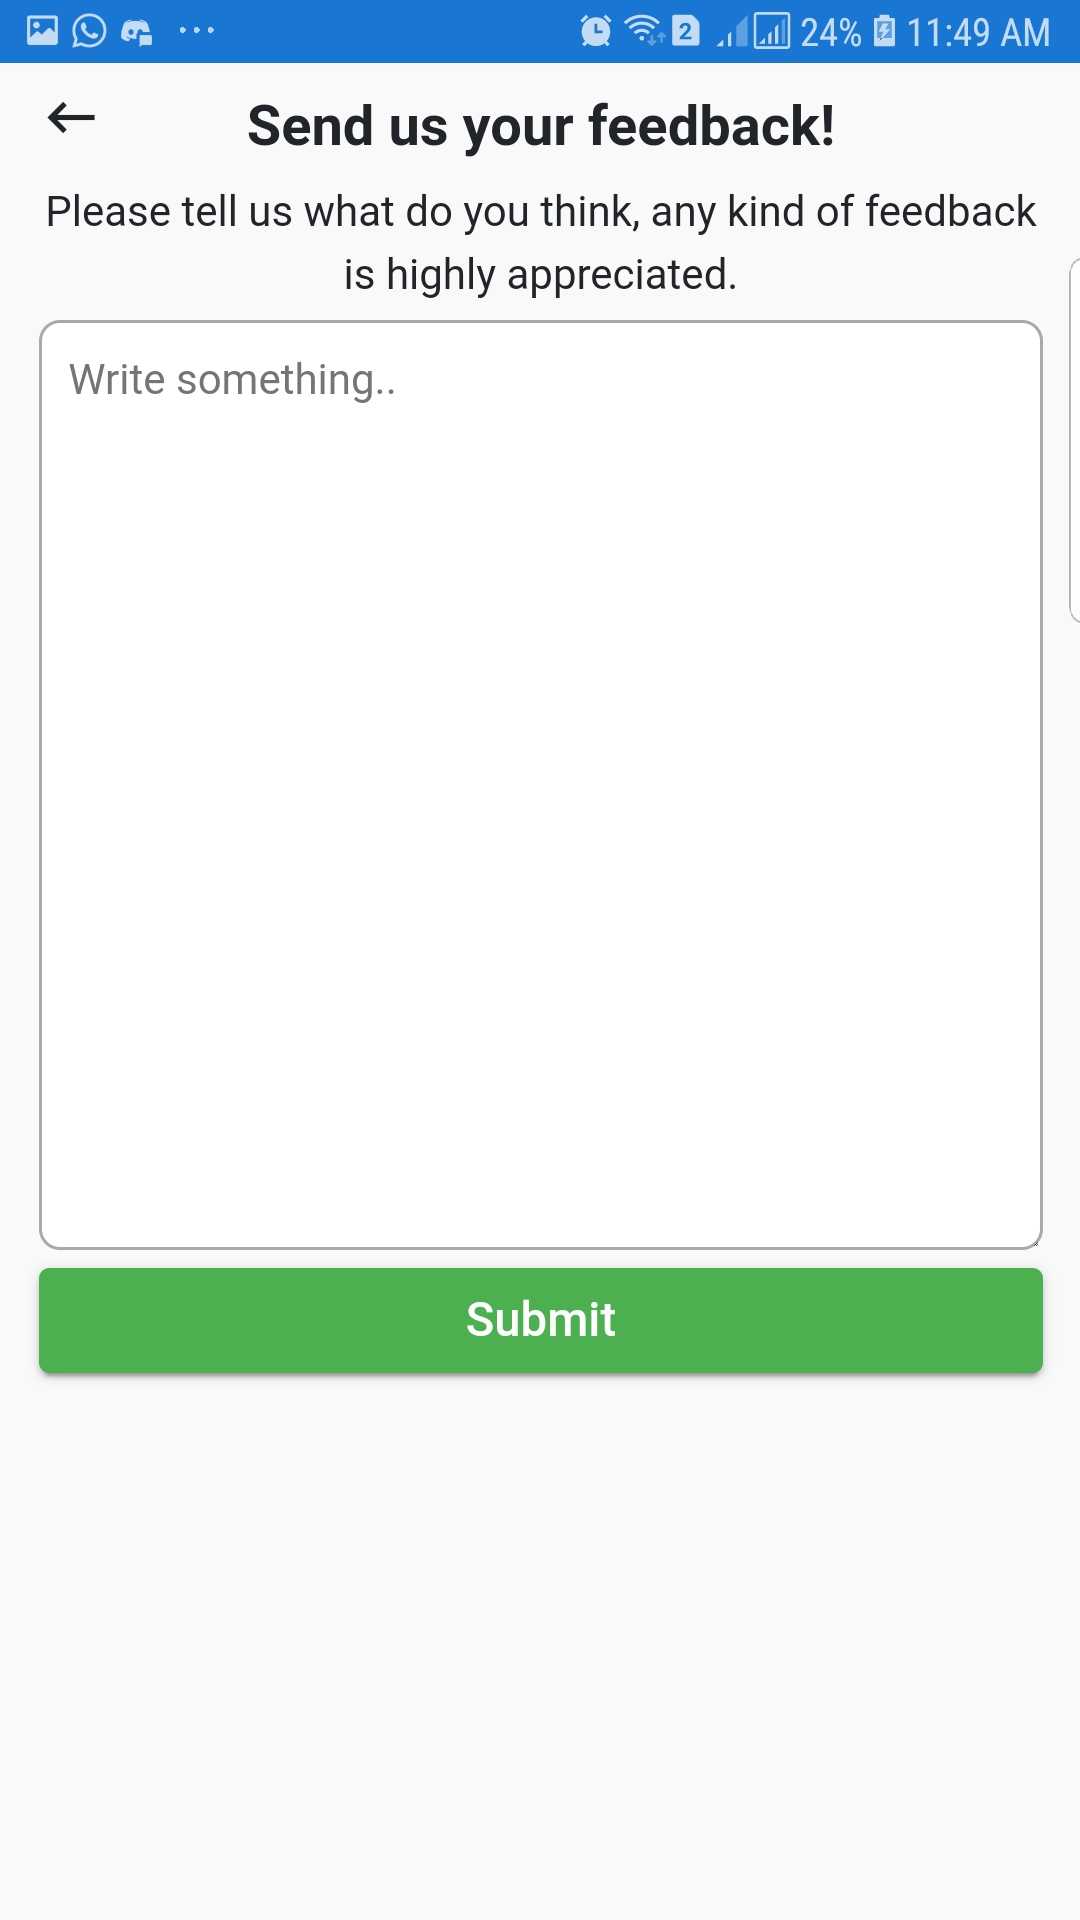 2 24% 11:49 AM
Send us your feedback!
Please tell us what do you think, any kind of feedback
is highly appreciated.
Write something..
Submit